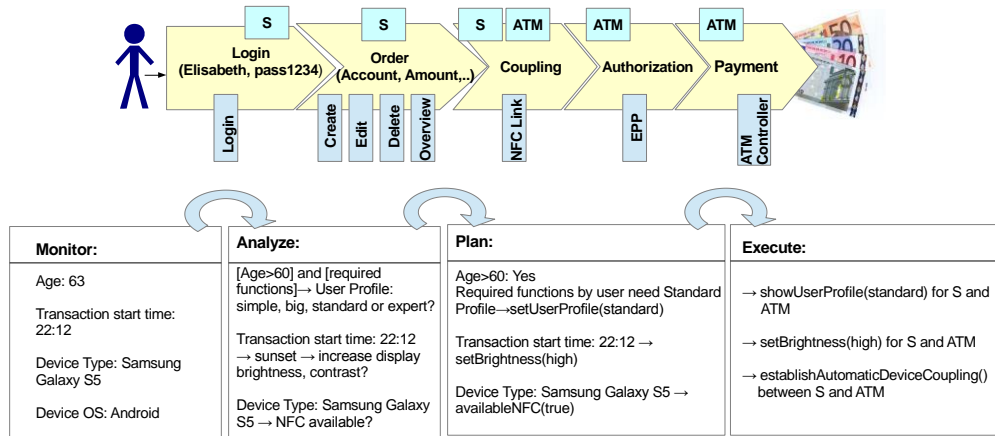 S
S
S
ATM
ATM
ATM
Login
(Elisabeth, pass1234)
Order
(Account, Amount,..)
Coupling
Authorization
Payment
50
20
10
Login
Create
Edit
Delete
Overview
NFC Link
EPP
ATM
Controller
Monitor:
Age: 63
Transaction start time:
22:12
Device Type: Samsung
Galaxy S5
Device OS: Android
Analyze:
[Age>60] and [required
functions]→ User Profile:
simple, big, standard or expert?
Transaction start time: 22:12
→ sunset → increase display
brightness, contrast?
Device Type: Samsung Galaxy
S5 → NFC available?
Plan:
Age>60: Yes
Required functions by user need Standard
Profile→setUserProfile(standard)
Transaction start time: 22:12 →
setBrightness(high)
Device Type: Samsung Galaxy S5 →
availableNFC(true)
Execute:
→ showUserProfile(standard) for S and
ATM
→ setBrightness(high) for S and ATM
→ establishAutomaticDeviceCoupling()
between S and ATM